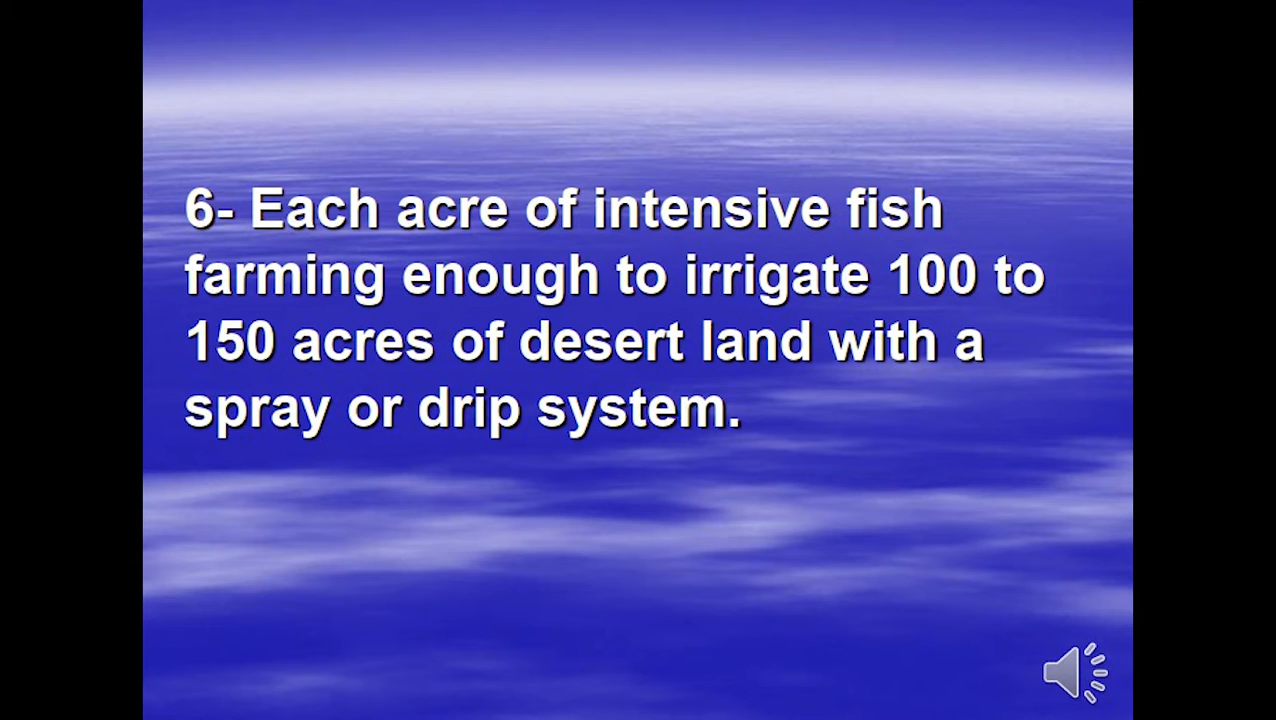 6- Each acre of intensive fish
farming enough to irrigate 100 to
150 acres of desert land with a
spray or drip system.